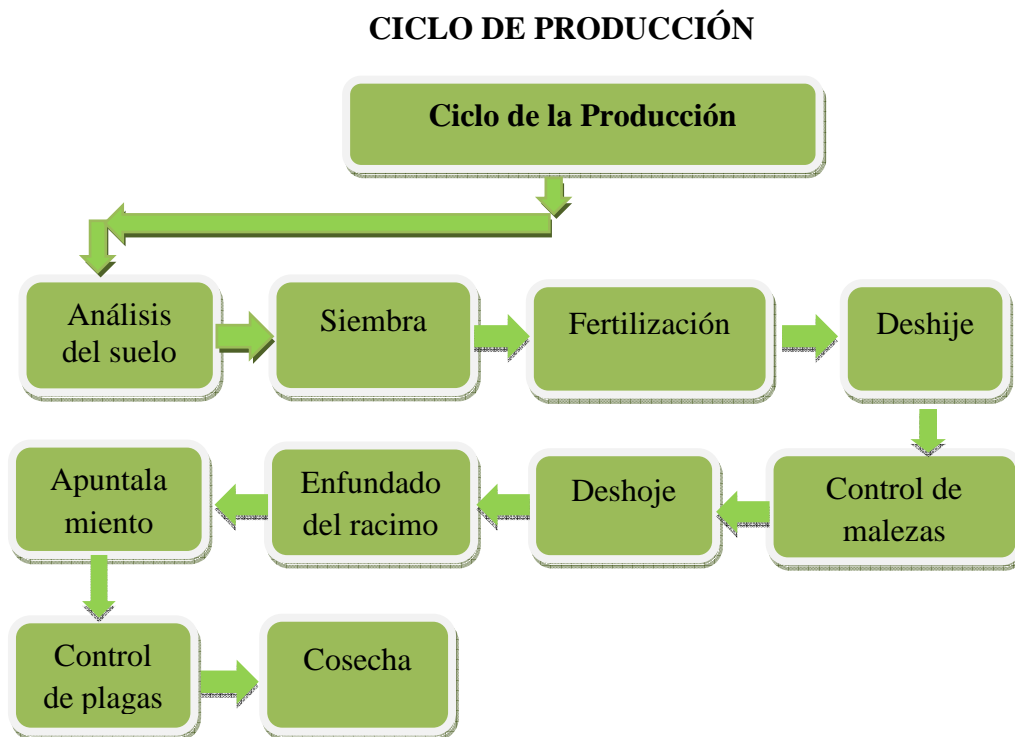 CICLO DE PRODUCCIÓN
Ciclo de la Producción
Análisis
del suelo
Siembra
Fertilización
Deshije
Control de
malezas
Deshoje
Enfundado
del racimo
Apuntala
miento
Control
de plagas
Cosecha